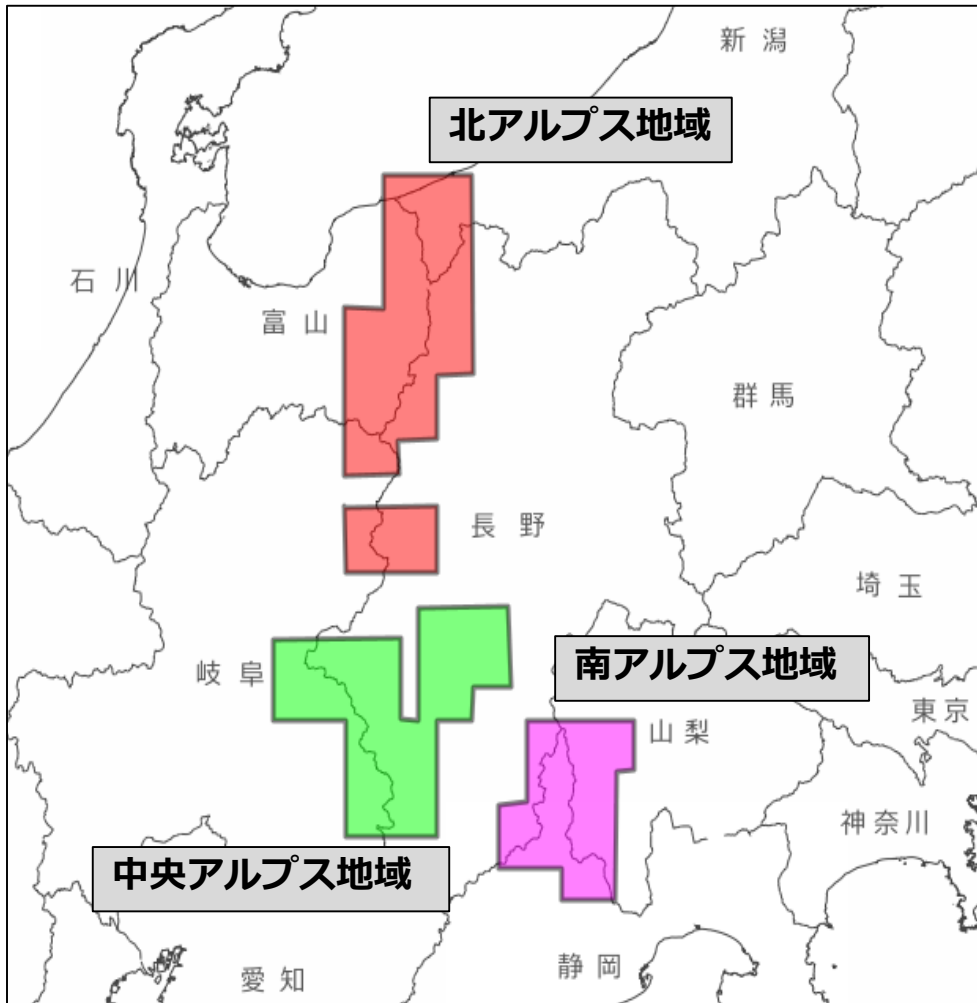 新潟
北アルプス地域
石川
富山
群馬
長野
埼玉
南アルプス地域
岐阜
山梨
東京
神奈川
中央アルプス地域
静岡
愛知